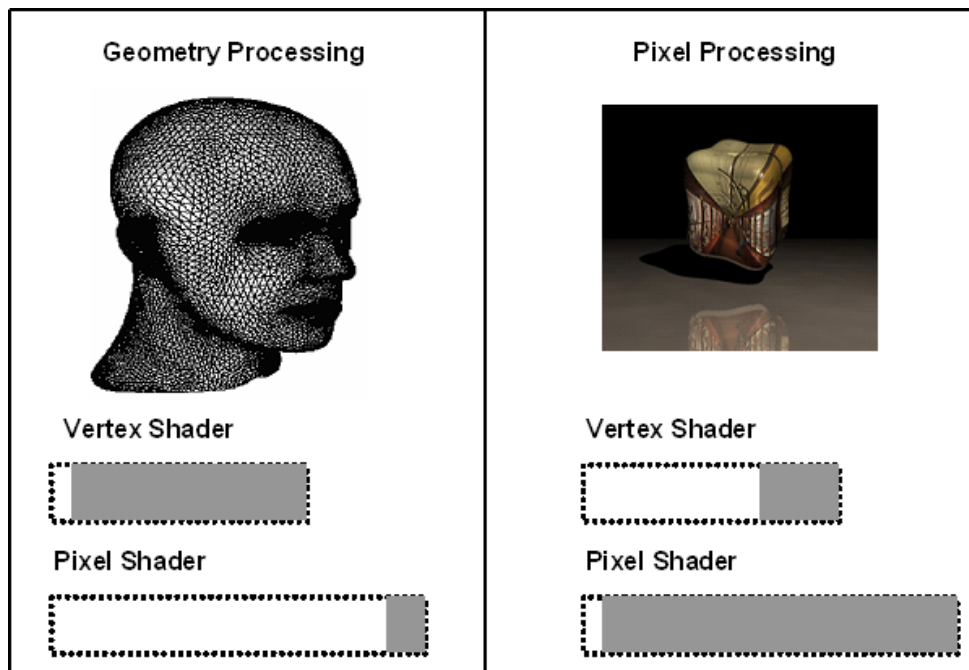 Geometry Processing
Vertex Shader
Pixel Shader
Pixel Processing
Vertex Shader
Pixel Shader